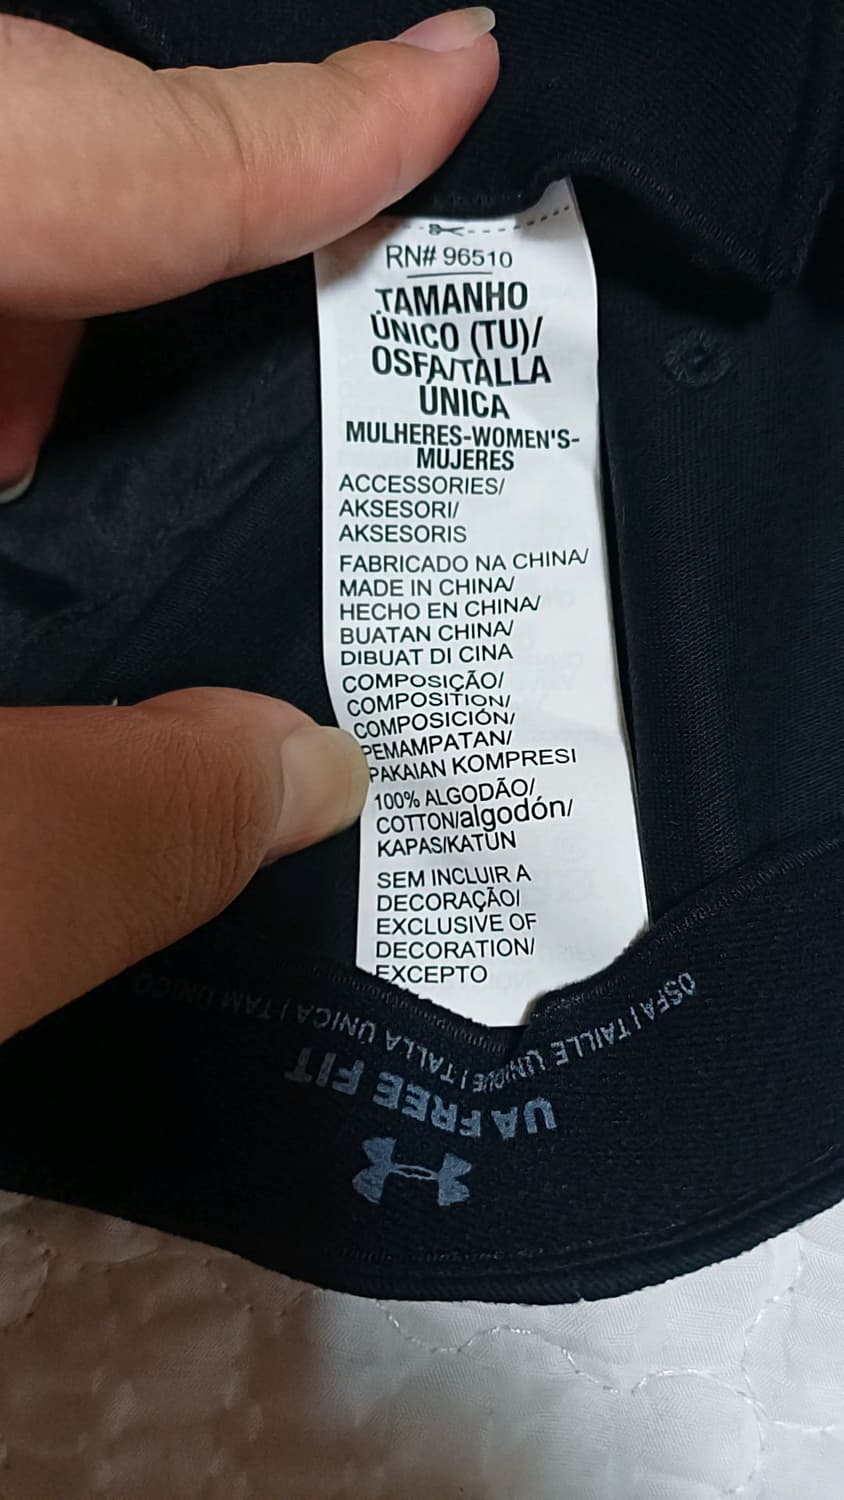 RN# 96510
TAMANHO
ÚNICO (TU)/
OSFA/TALLA
ÚNICA
MULHERES-WOMEN'S-
MUJERES
ACCESSORIES/
AKSESORI/
AKSESORIS
FABRICADO NA CHINA/
MADE IN CHINA/
HECHO EN CHINA/
BUATAN CHINA/
DIBUAT DI CINA
COMPOSIÇÃO/
COMPOSITION/
COMPOSICIÓN/
PEMAMPATAN/
PAKAIAN KOMPRESI
100% ALGODÃO/
COTTON/algodón/
KAPAS/KATUN
SEM INCLUIR A
DECORAÇÃO/
EXCLUSIVE OF
DECORATION/
EXCEPTO
UA FREE FIT
OSFA | TAILLE UNIQUE | TALLA UNICA | TAM ÚNICO